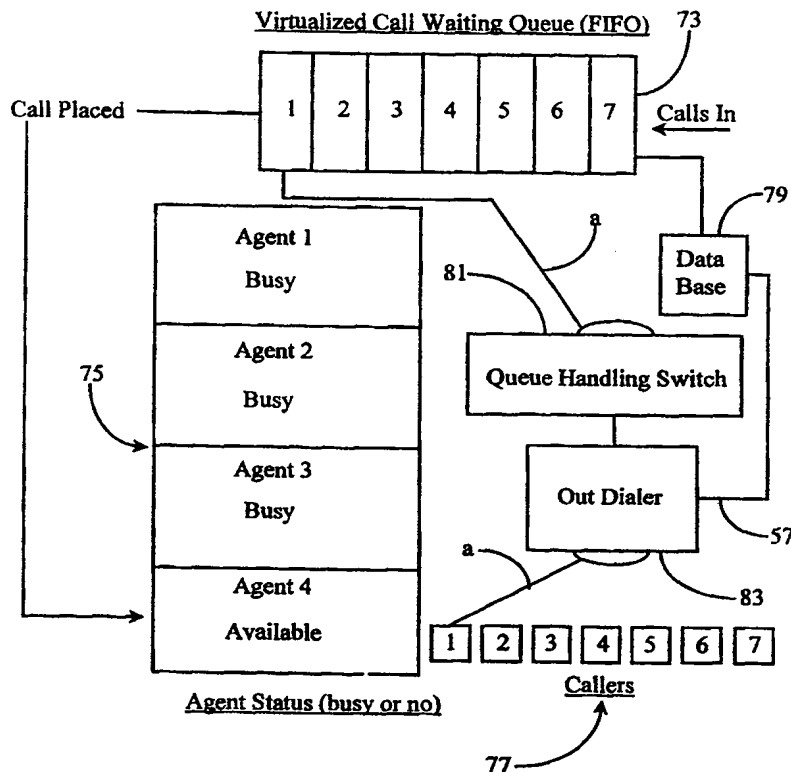 Virtualized Call Waiting Queue (FIFO)
73
Call Placed
1 2 3 4 5 6 7
Calls In
79
a
Data
Base
81
Agent 1
Busy
Queue Handling Switch
Agent 2
Busy
75
Agent 3
Busy
Out Dialer
57
a
83
Agent 4
Available
1 2 3 4 5 6 7
Agent Status (busy or no)
Callers
77